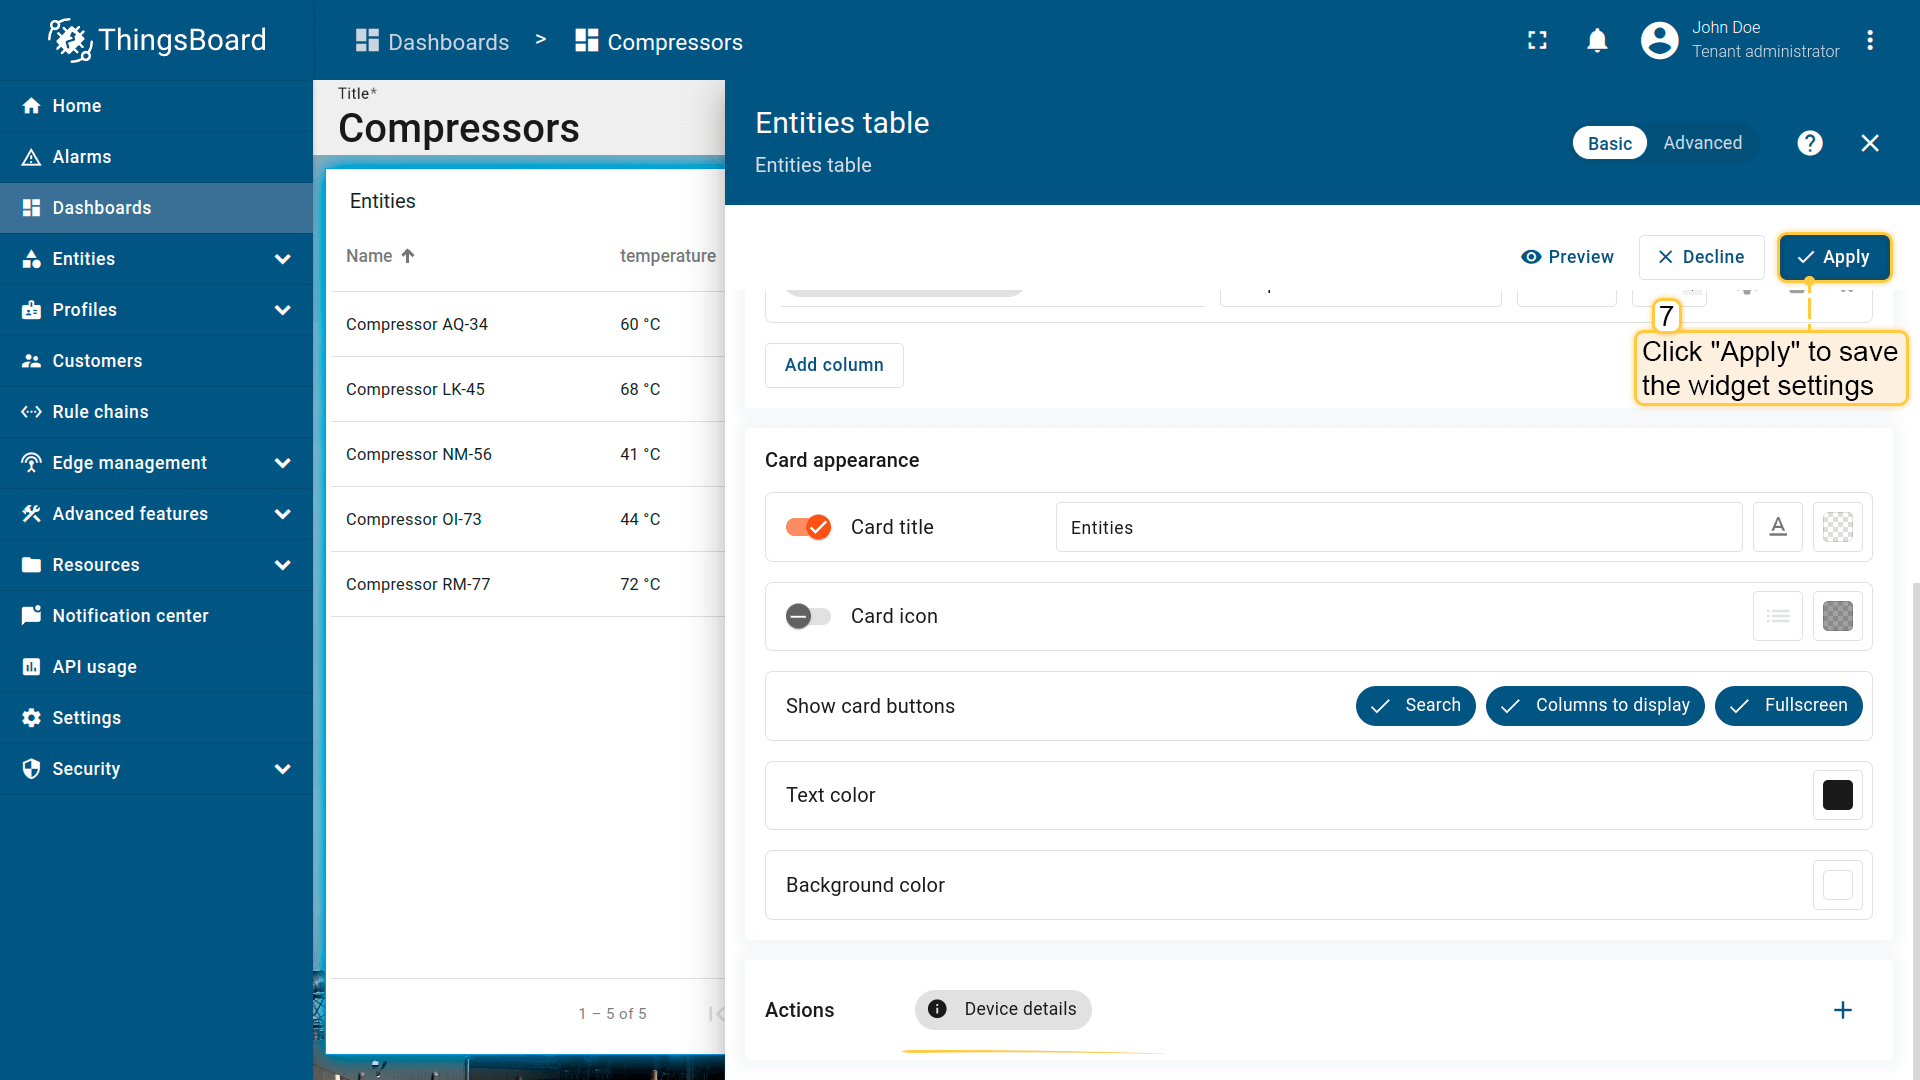 ThingsBoard
Dashboards > Compressors
John Doe
Tenant administrator
Home
Alarms
Dashboards
Entities
Profiles
Customers
Rule chains
Edge management
Advanced features
Resources
Notification center
API usage
Settings
Security
Title*
Compressors
Entities
Name temperature
Compressor AQ-34 60 °C
Compressor LK-45 68 °C
Compressor NM-56 41 °C
Compressor OI-73 44 °C
Compressor RM-77 72 °C
1 – 5 of 5
Entities table
Entities table
Basic Advanced
Preview Decline Apply
7
Click "Apply" to save
the widget settings
Add column
Card appearance
Card title Entities
Card icon
Show card buttons Search Columns to display Fullscreen
Text color
Background color
Actions Device details